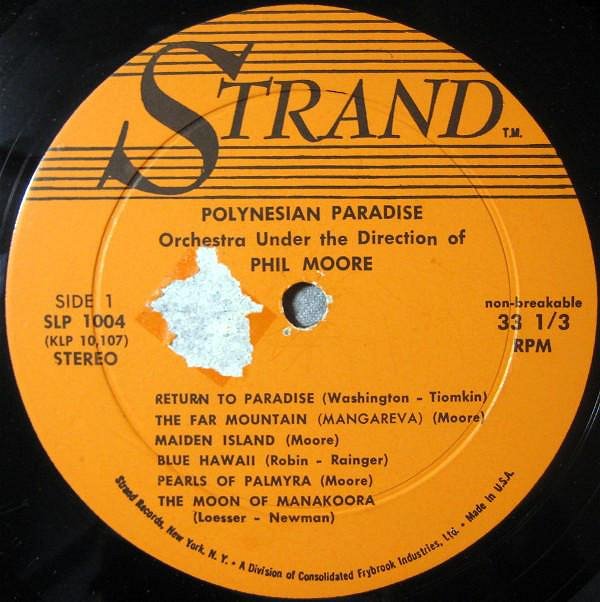 STRAND T.M.
POLYNESIAN PARADISE
Orchestra Under the Direction of
PHIL MOORE
SIDE 1
SLP 1004
(KLP 10,107)
STEREO
non-breakable
33 1/3
RPM
RETURN TO PARADISE (Washington - Tiomkin)
THE FAR MOUNTAIN (MANGAREVA) (Moore)
MAIDEN ISLAND (Moore)
BLUE HAWAII (Robin - Rainger)
PEARLS OF PALMYRA (Moore)
THE MOON OF MANAKOORA
(Loesser - Newman)
Strand Records, New York, N. Y. • A Division of Consolidated Frybrook Industries, Ltd. • Made in U.S.A.